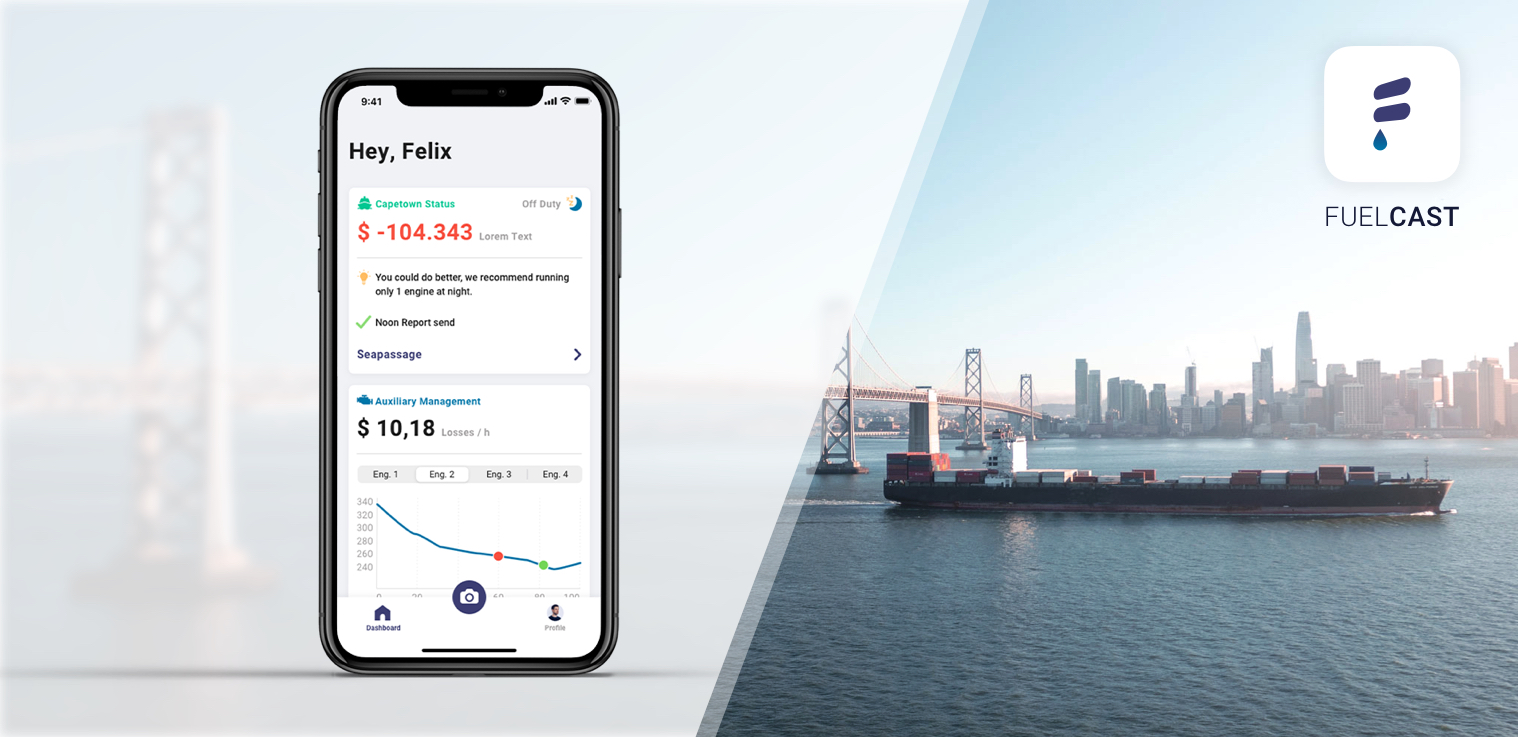 9:41
Hey, Felix
Capetown Status
Off Duty
$ -104.343 Lorem Text
You could do better, we recommend running
only 1 engine at night.
Noon Report send
Seapassage
Auxiliary Management
$ 10,18 Losses / h
Eng. 1 Eng. 2 Eng. 3 Eng. 4
340
320
300
280
260
240
0 20 60 80 100
Dashboard
Profile
FUELCAST